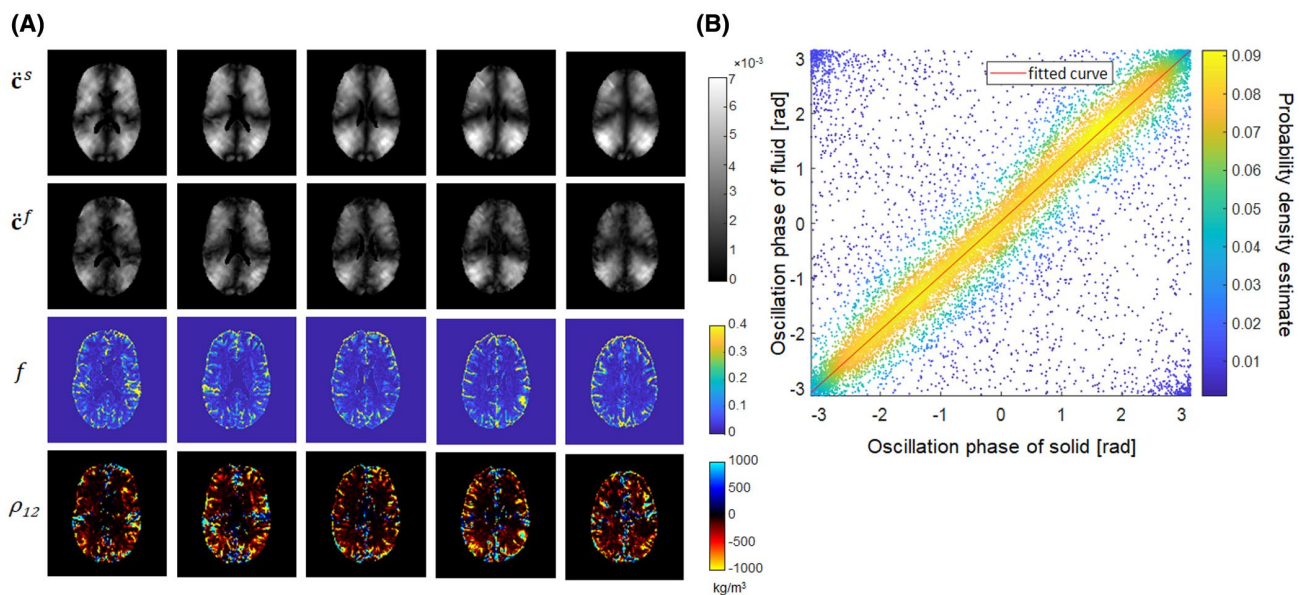 (A)
c̈ˢ
c̈ᶠ
f
ρ₁₂
×10⁻³
7
6
5
4
3
2
1
0
0.4
0.3
0.2
0.1
0
1000
500
0
-500
-1000
kg/m³
(B)
Oscillation phase of fluid [rad]
3
2
1
0
-1
-2
-3
fitted curve
-3 -2 -1 0 1 2 3
Oscillation phase of solid [rad]
0.09
0.08
0.07
0.06
0.05
0.04
0.03
0.02
0.01
Probability density estimate